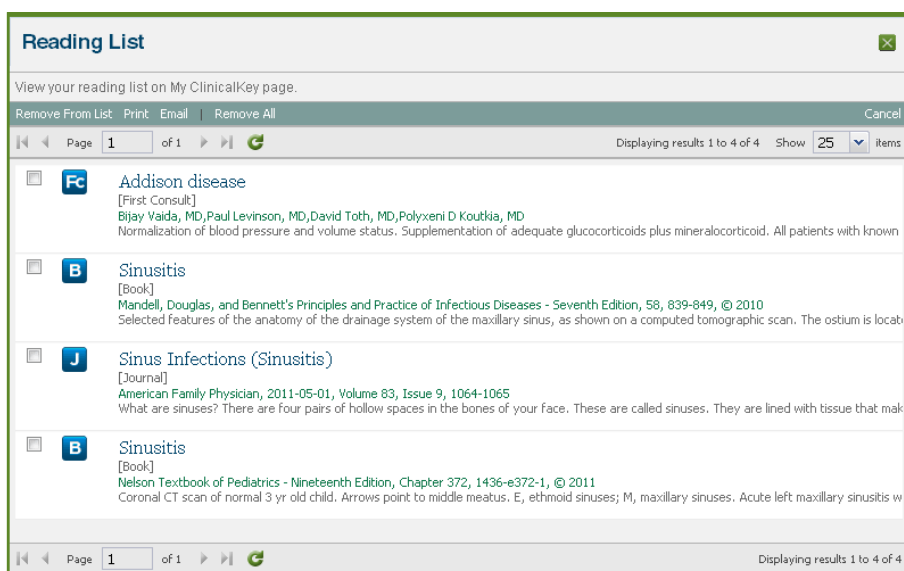 Reading List
View your reading list on My ClinicalKey page.
Remove From List Print Email | Remove All Cancel
Page 1 of 1 Displaying results 1 to 4 of 4 Show 25 items
Fc Addison disease
[First Consult]
Bijay Vaida, MD,Paul Levinson, MD,David Toth, MD,Polyxeni D Koutkia, MD
Normalization of blood pressure and volume status. Supplementation of adequate glucocorticoids plus mineralocorticoid. All patients with known
B Sinusitis
[Book]
Mandell, Douglas, and Bennett's Principles and Practice of Infectious Diseases - Seventh Edition, 58, 839-849, © 2010
Selected features of the anatomy of the drainage system of the maxillary sinus, as shown on a computed tomographic scan. The ostium is locat
J Sinus Infections (Sinusitis)
[Journal]
American Family Physician, 2011-05-01, Volume 83, Issue 9, 1064-1065
What are sinuses? There are four pairs of hollow spaces in the bones of your face. These are called sinuses. They are lined with tissue that mak
B Sinusitis
[Book]
Nelson Textbook of Pediatrics - Nineteenth Edition, Chapter 372, 1436-e372-1, © 2011
Coronal CT scan of normal 3 yr old child. Arrows point to middle meatus. E, ethmoid sinuses; M, maxillary sinuses. Acute left maxillary sinusitis w
Page 1 of 1 Displaying results 1 to 4 of 4